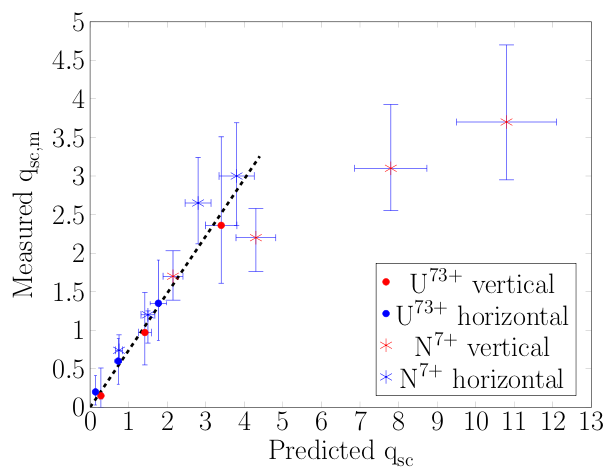 5
4.5
4
3.5
3
2.5
2
1.5
1
0.5
0
Measured q_sc,m
U^73+ vertical
U^73+ horizontal
N^7+ vertical
N^7+ horizontal
0 1 2 3 4 5 6 7 8 9 10 11 12 13
Predicted q_sc